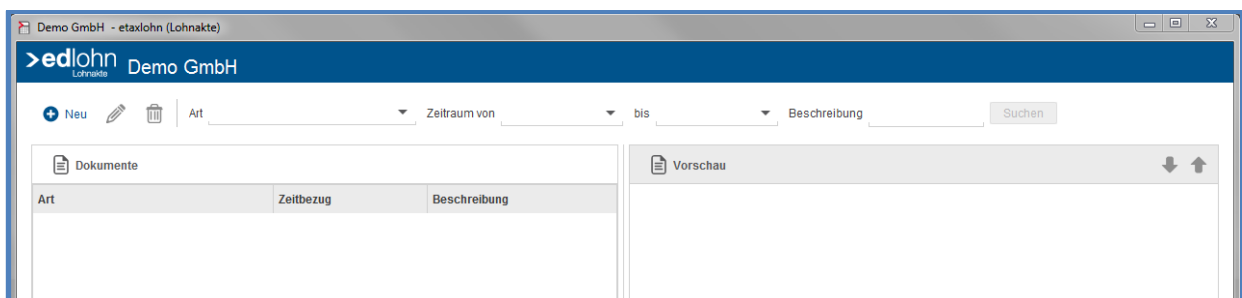 Demo GmbH - etaxlohn (Lohnakte)
>edlohn Demo GmbH
Lohnakte
Neu Art Zeitraum von bis Beschreibung Suchen
Dokumente Vorschau
Art Zeitbezug Beschreibung